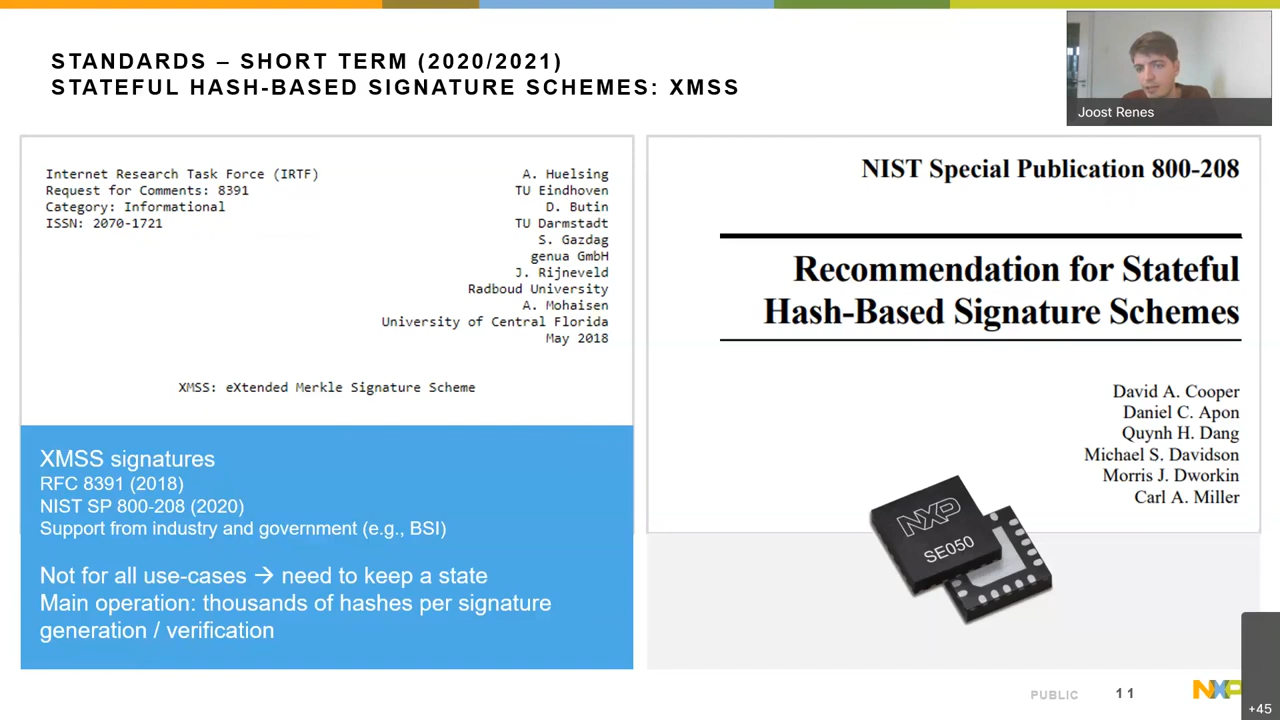 STANDARDS – SHORT TERM (2020/2021)
STATEFUL HASH-BASED SIGNATURE SCHEMES: XMSS
Joost Renes
Internet Research Task Force (IRTF)
Request for Comments: 8391
Category: Informational
ISSN: 2070-1721
A. Huelsing
TU Eindhoven
D. Butin
TU Darmstadt
S. Gazdag
genua GmbH
J. Rijneveld
Radboud University
A. Mohaisen
University of Central Florida
May 2018
XMSS: eXtended Merkle Signature Scheme
XMSS signatures
RFC 8391 (2018)
NIST SP 800-208 (2020)
Support from industry and government (e.g., BSI)
Not for all use-cases → need to keep a state
Main operation: thousands of hashes per signature
generation / verification
NIST Special Publication 800-208
Recommendation for Stateful
Hash-Based Signature Schemes
David A. Cooper
Daniel C. Apon
Quynh H. Dang
Michael S. Davidson
Morris J. Dworkin
Carl A. Miller
NXP
SE050
PUBLIC
11
NXP
+45